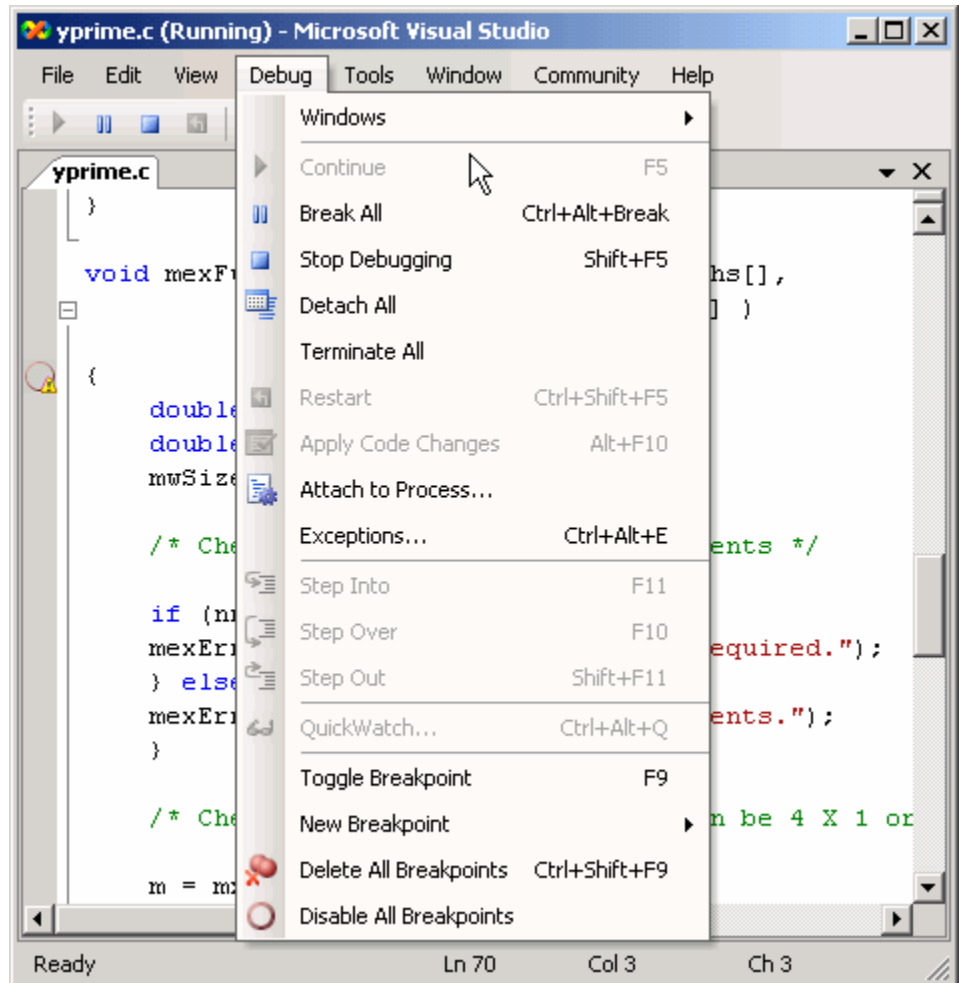 yprime.c (Running) - Microsoft Visual Studio
File Edit View Debug Tools Window Community Help
Windows
yprime.c
Continue F5
}
Break All Ctrl+Alt+Break
void mexF hs[],
Stop Debugging Shift+F5
Detach All
] )
Terminate All
{
Restart Ctrl+Shift+F5
double
Apply Code Changes Alt+F10
double
mwSize
Attach to Process...
Exceptions... Ctrl+Alt+E
/* Che ents */
Step Into F11
if (n
Step Over F10
mexEr equired.");
Step Out Shift+F11
} else
QuickWatch... Ctrl+Alt+Q
mexEr ents.");
}
Toggle Breakpoint F9
New Breakpoint
/* Che n be 4 X 1 or
Delete All Breakpoints Ctrl+Shift+F9
m = m
Disable All Breakpoints
Ready Ln 70 Col 3 Ch 3